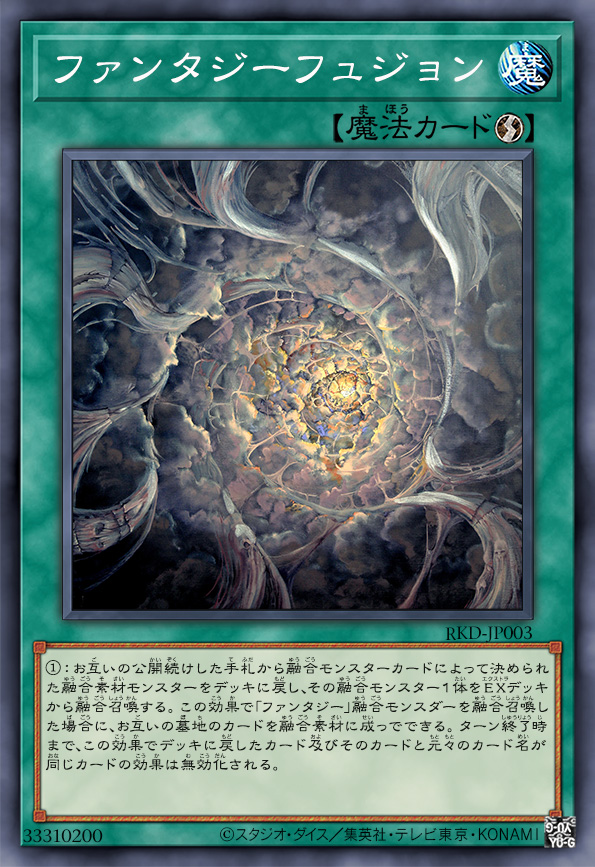 ファンタジーフュジョン 魔
【魔法カード】
RKD-JP003
①：お互いの公開続けした手札から融合モンスターカードによって決められ
た融合素材モンスターをデッキに戻し、その融合モンスター1体をEXデッキ
から融合召喚する。この効果で「ファンタジー」融合モンスダーを融合召喚し
た場合に、お互いの墓地のカードを融合素材に成っでできる。ターン終了時
まで、この効果でデッキに戻したカード及びそのカードと元々のカード名が
同じカードの効果は無効化される。
33310200 ©スタジオ・ダイス／集英社・テレビ東京・KONAMI